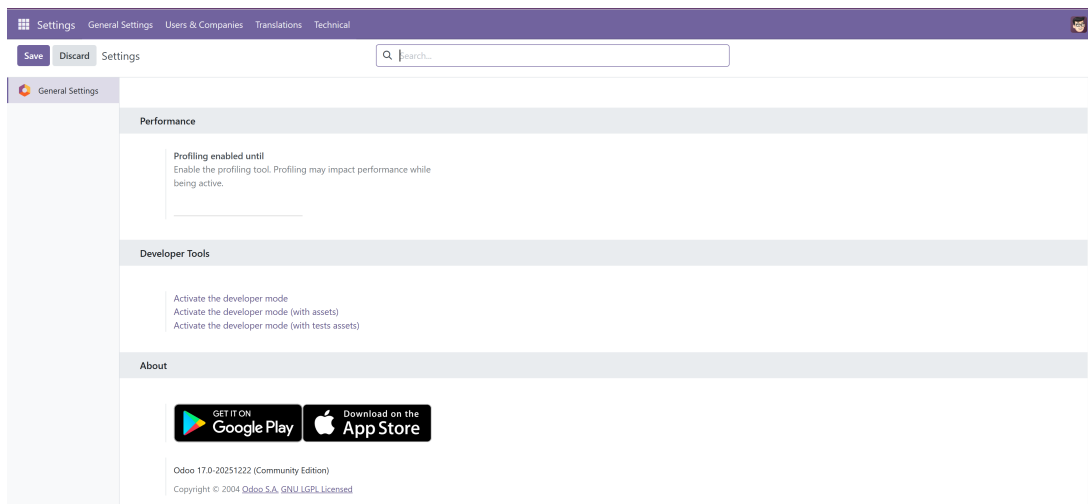 Settings General Settings Users & Companies Translations Technical
Save Discard Settings Search...
General Settings
Performance
Profiling enabled until
Enable the profiling tool. Profiling may impact performance while
being active.
Developer Tools
Activate the developer mode
Activate the developer mode (with assets)
Activate the developer mode (with tests assets)
About
GET IT ON
Google Play
Download on the
App Store
Odoo 17.0-20251222 (Community Edition)
Copyright © 2004 Odoo S.A. GNU LGPL Licensed